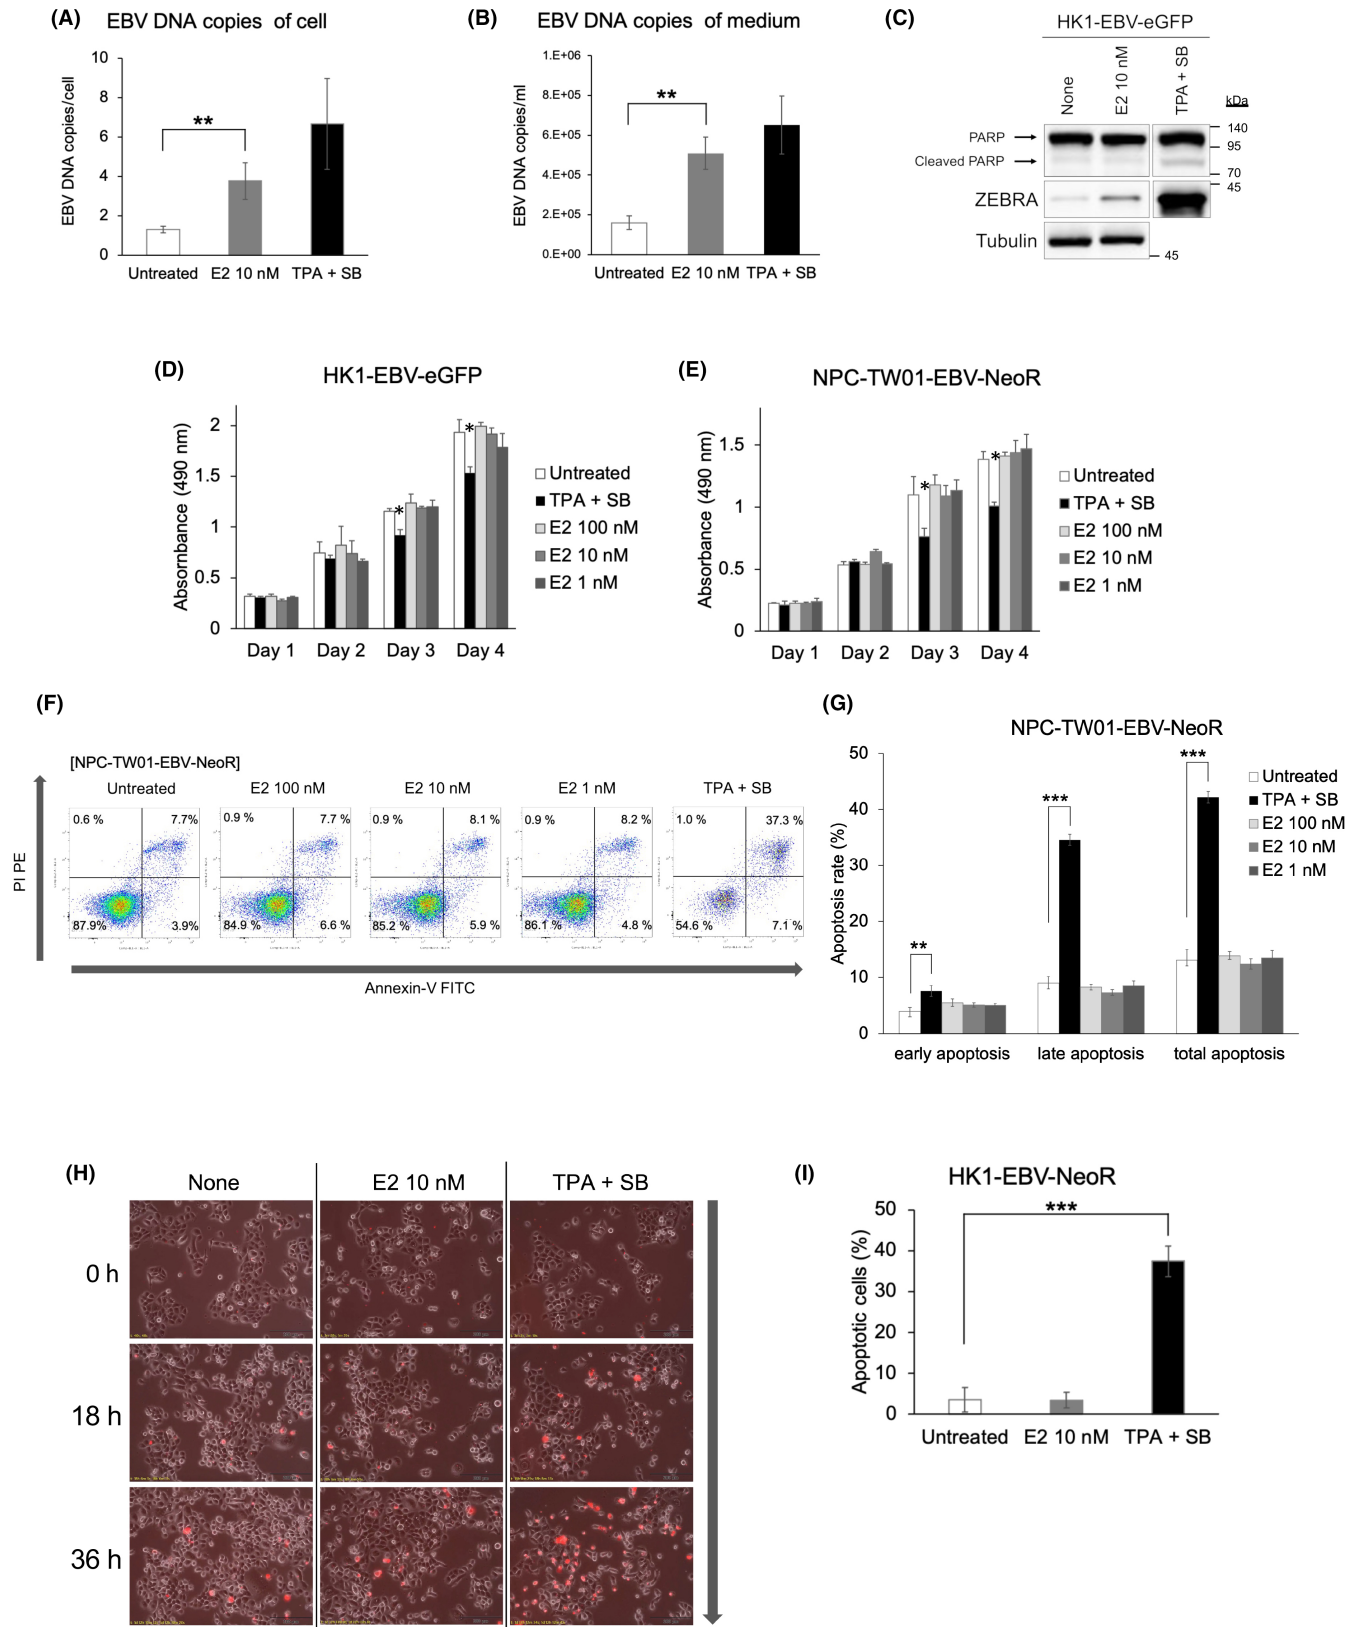 (A)
EBV DNA copies of cell
EBV DNA copies/cell
10
8
6
4
2
0
**
Untreated
E2 10 nM
TPA + SB
(B)
EBV DNA copies of medium
EBV DNA copies/ml
1.E+06
8.E+05
6.E+05
4.E+05
2.E+05
0.E+00
**
Untreated
E2 10 nM
TPA + SB
(C)
HK1-EBV-eGFP
None
E2 10 nM
TPA + SB
kDa
PARP
Cleaved PARP
ZEBRA
Tubulin
140
95
70
45
45
(D)
HK1-EBV-eGFP
Absornbance (490 nm)
2
1.5
1
0.5
0
*
*
Day 1
Day 2
Day 3
Day 4
Untreated
TPA + SB
E2 100 nM
E2 10 nM
E2 1 nM
(E)
NPC-TW01-EBV-NeoR
Absorbance (490 nm)
1.5
1
0.5
0
*
*
Day 1
Day 2
Day 3
Day 4
Untreated
TPA + SB
E2 100 nM
E2 10 nM
E2 1 nM
(F)
[NPC-TW01-EBV-NeoR]
PI PE
Untreated
E2 100 nM
E2 10 nM
E2 1 nM
TPA + SB
0.6 %
7.7%
87.9%
3.9%
0.9 %
7.7 %
84.9 %
6.6 %
0.9 %
8.1 %
85.2 %
5.9 %
0.9 %
8.2 %
86.1 %
4.8 %
1.0 %
37.3 %
54.6 %
7.1 %
Annexin-V FITC
(G)
NPC-TW01-EBV-NeoR
Apoptosis rate (%)
50
40
30
20
10
0
**
***
***
early apoptosis
late apoptosis
total apoptosis
Untreated
TPA + SB
E2 100 nM
E2 10 nM
E2 1 nM
(H)
None
E2 10 nM
TPA + SB
0 h
18 h
36 h
(I)
HK1-EBV-NeoR
Apoptotic cells (%)
50
40
30
20
10
0
***
Untreated
E2 10 nM
TPA + SB